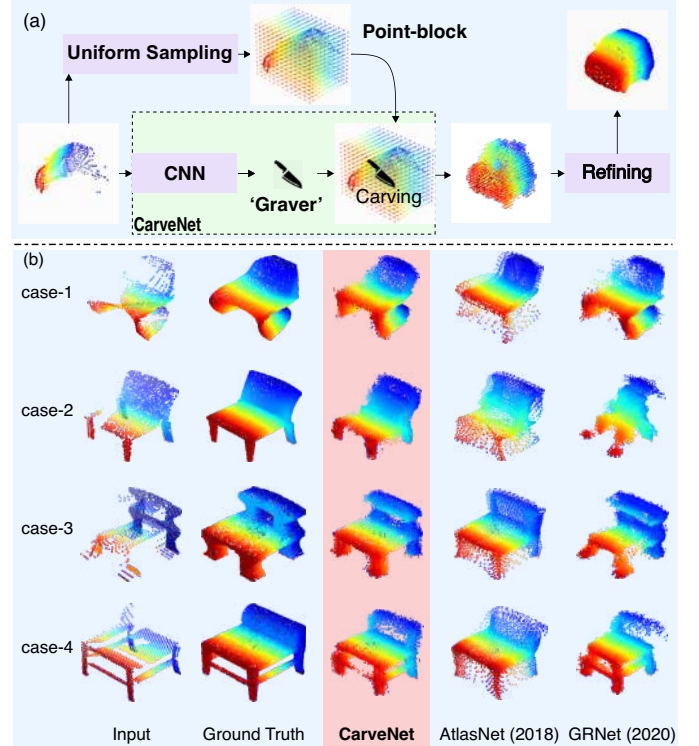 (a)
Uniform Sampling
Point-block
CNN
'Graver'
Carving
CarveNet
Refining
(b)
case-1
case-2
case-3
case-4
Input
Ground Truth
CarveNet
AtlasNet (2018)
GRNet (2020)